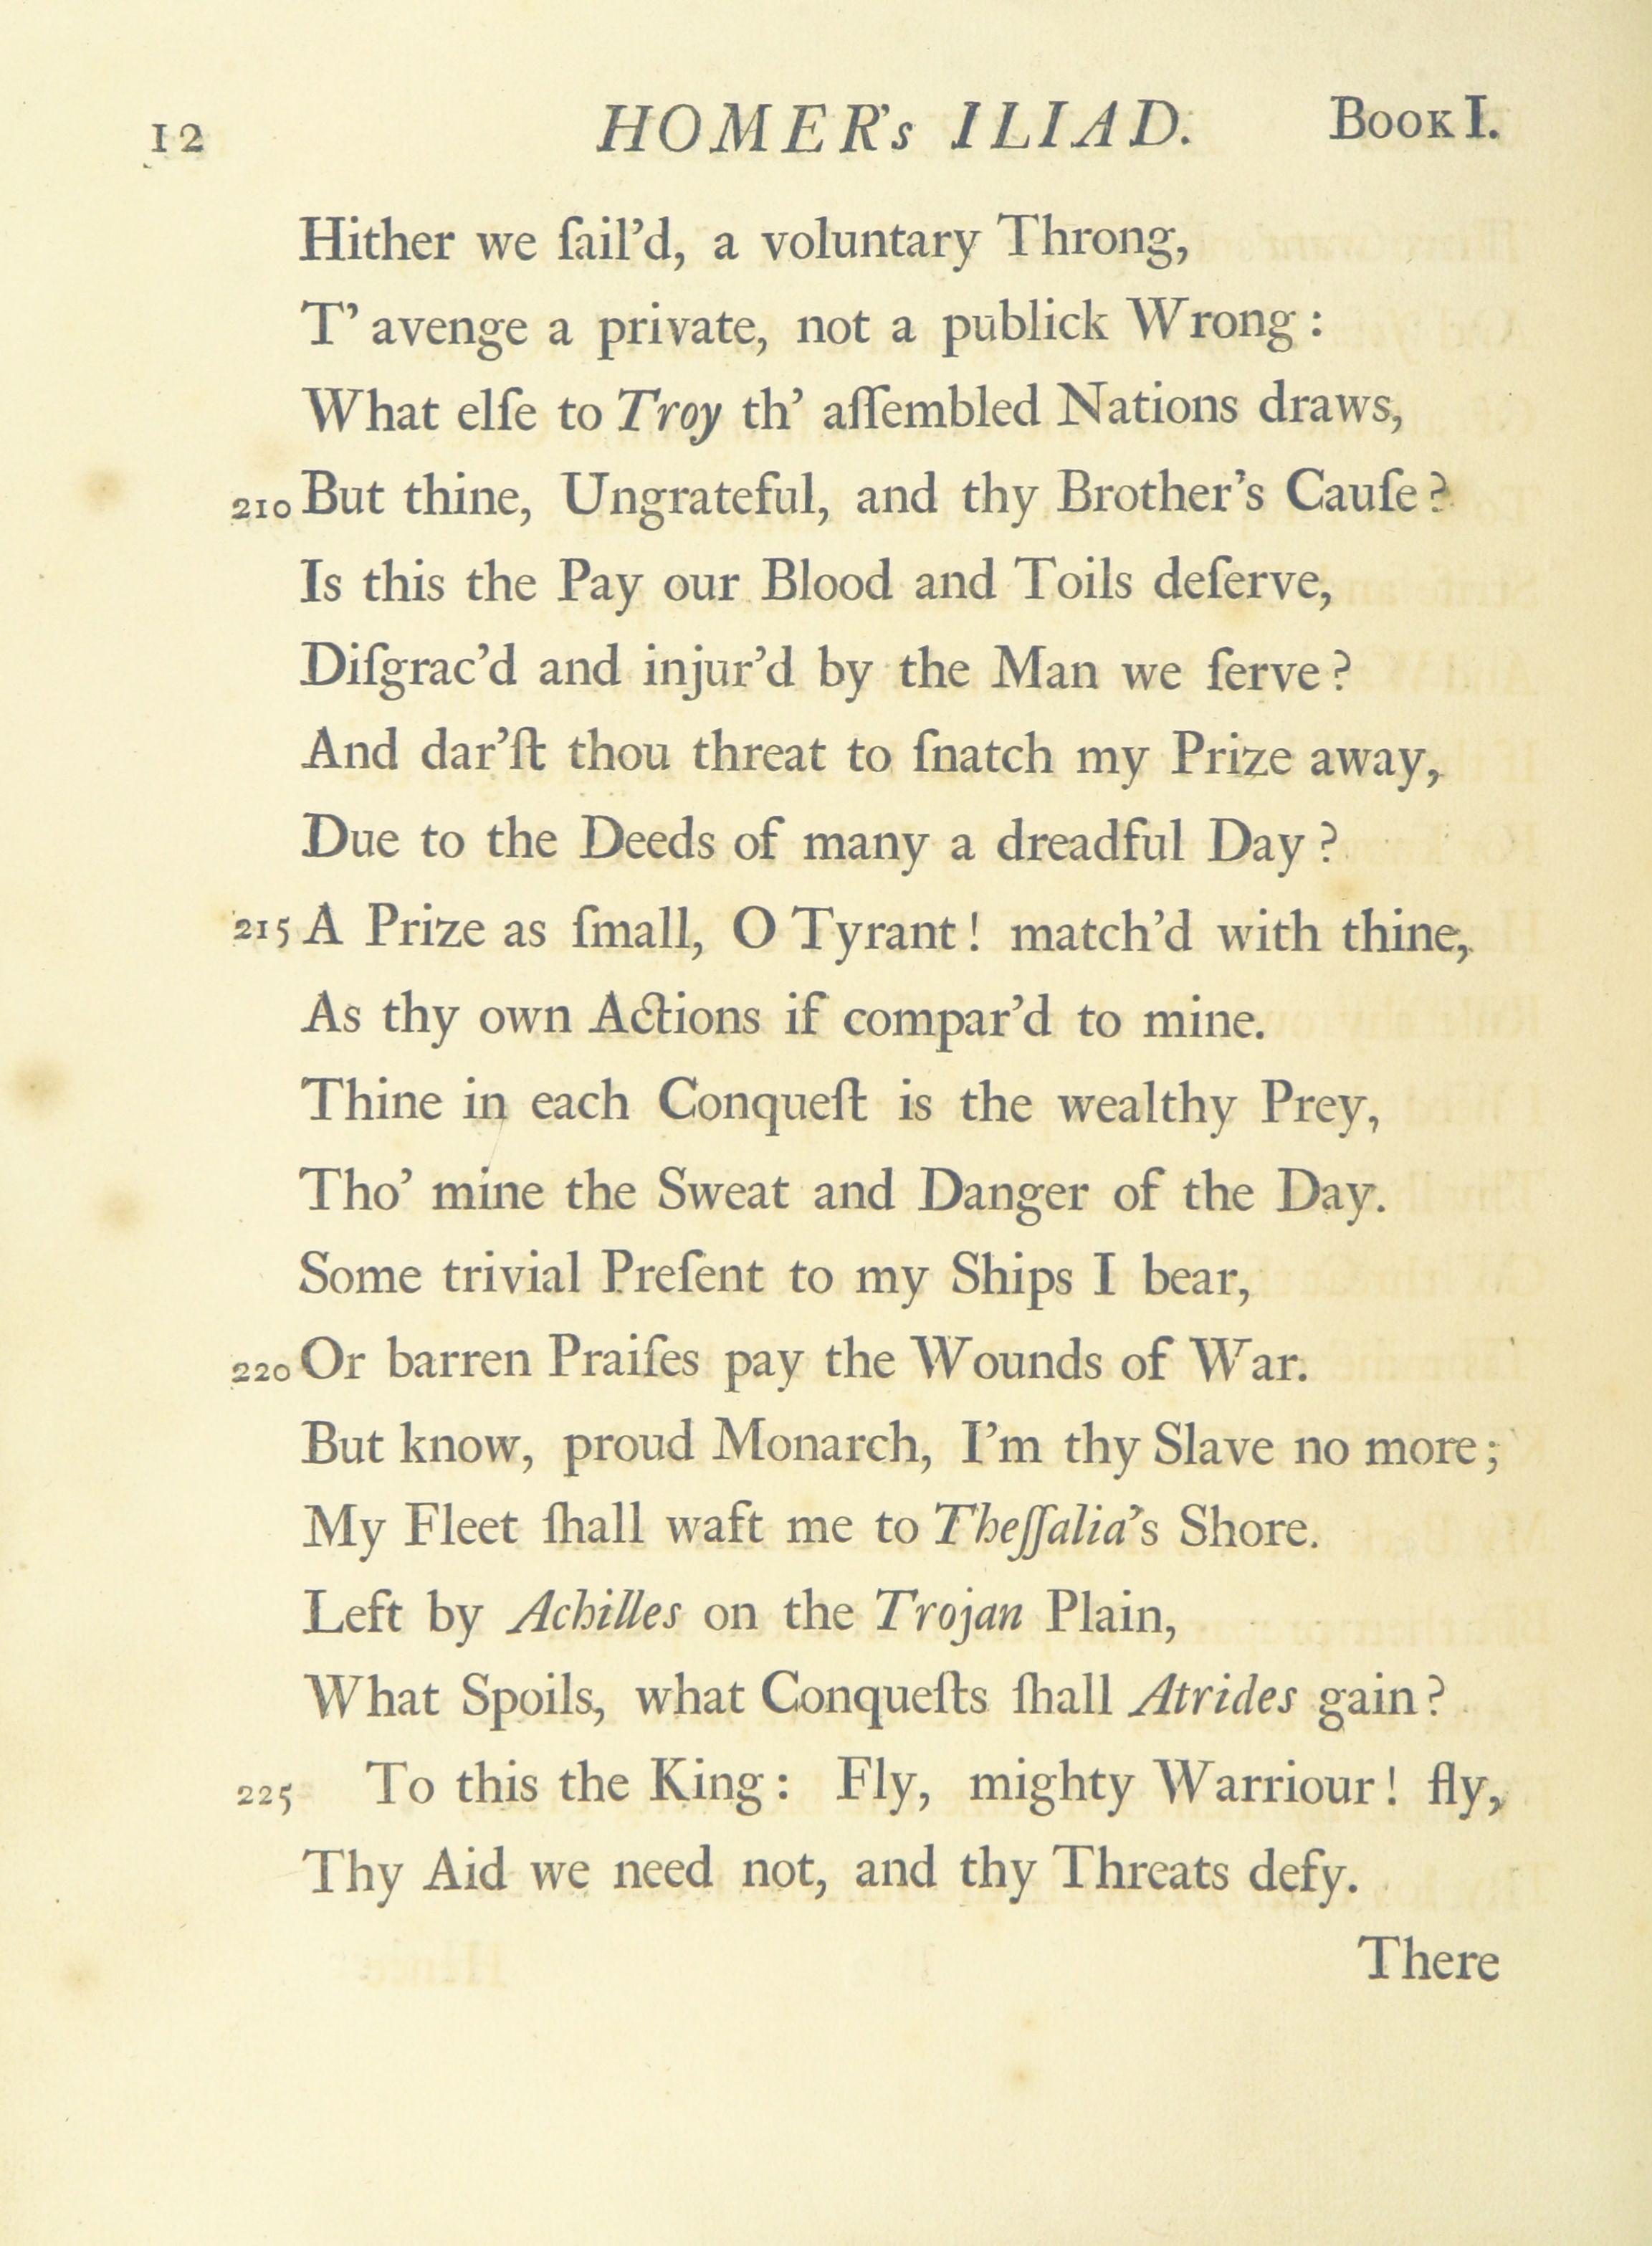 12 HOMER's ILIAD. BOOK I.
Hither we ſail'd, a voluntary Throng,
T' avenge a private, not a publick Wrong :
What elſe to Troy th' aſſembled Nations draws,
210 But thine, Ungrateful, and thy Brother's Cauſe ?
Is this the Pay our Blood and Toils deſerve,
Diſgrac'd and injur'd by the Man we ſerve ?
And dar'ſt thou threat to ſnatch my Prize away,
Due to the Deeds of many a dreadful Day ?
215 A Prize as ſmall, O Tyrant ! match'd with thine,
As thy own Actions if compar'd to mine.
Thine in each Conqueſt is the wealthy Prey,
Tho' mine the Sweat and Danger of the Day.
Some trivial Preſent to my Ships I bear,
220 Or barren Praiſes pay the Wounds of War.
But know, proud Monarch, I'm thy Slave no more ;
My Fleet ſhall waft me to Theſſalia's Shore.
Left by Achilles on the Trojan Plain,
What Spoils, what Conqueſts ſhall Atrides gain ?
225 To this the King : Fly, mighty Warriour ! fly,
Thy Aid we need not, and thy Threats defy.
There